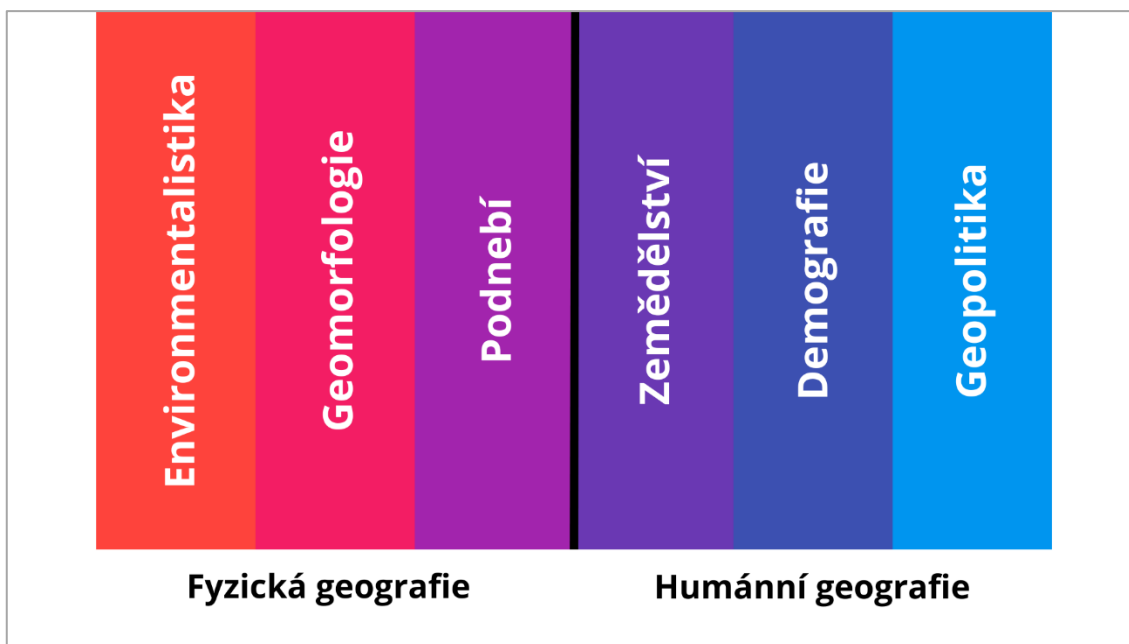 Environmentalistika
Geomorfologie
Podnebí
Zemědělství
Demografie
Geopolitika
Fyzická geografie
Humánní geografie